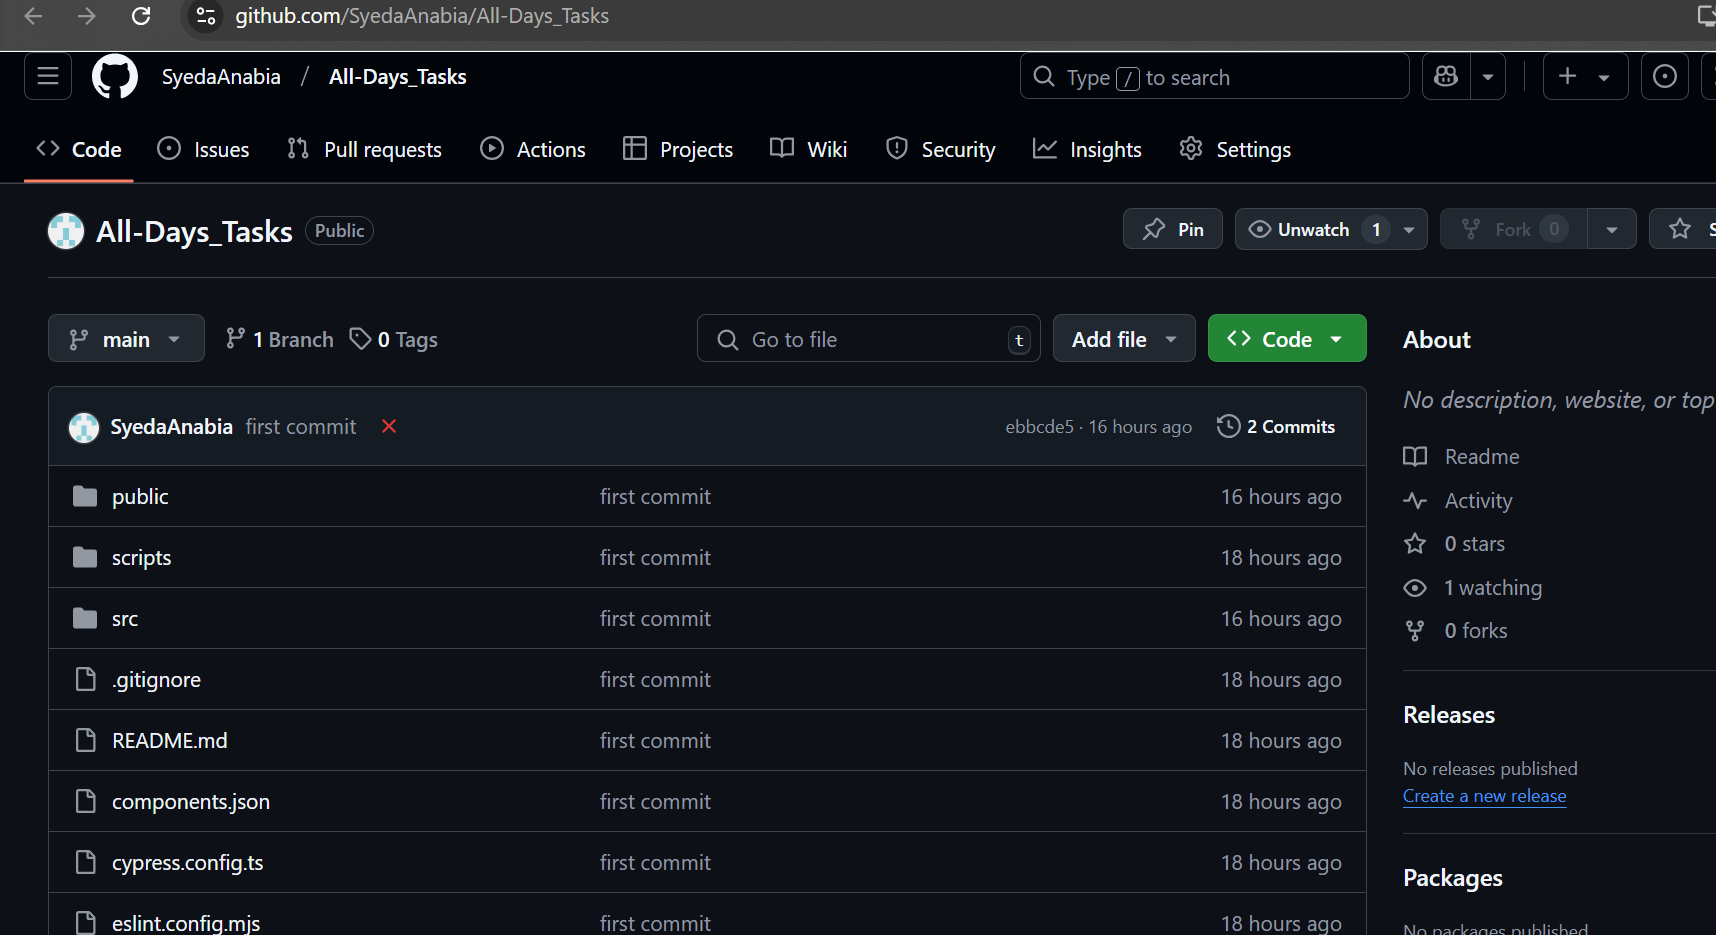 github.com/SyedaAnabia/All-Days_Tasks
SyedaAnabia / All-Days_Tasks
Type / to search
Code Issues Pull requests Actions Projects Wiki Security Insights Settings
All-Days_Tasks Public
Pin Unwatch 1 Fork 0
main 1 Branch 0 Tags Go to file t Add file Code
SyedaAnabia first commit ebbcde5 · 16 hours ago 2 Commits
public first commit 16 hours ago
scripts first commit 18 hours ago
src first commit 16 hours ago
.gitignore first commit 18 hours ago
README.md first commit 18 hours ago
components.json first commit 18 hours ago
cypress.config.ts first commit 18 hours ago
eslint.config.mjs first commit 18 hours ago
About
No description, website, or top
Readme
Activity
0 stars
1 watching
0 forks
Releases
No releases published
Create a new release
Packages
No packages published